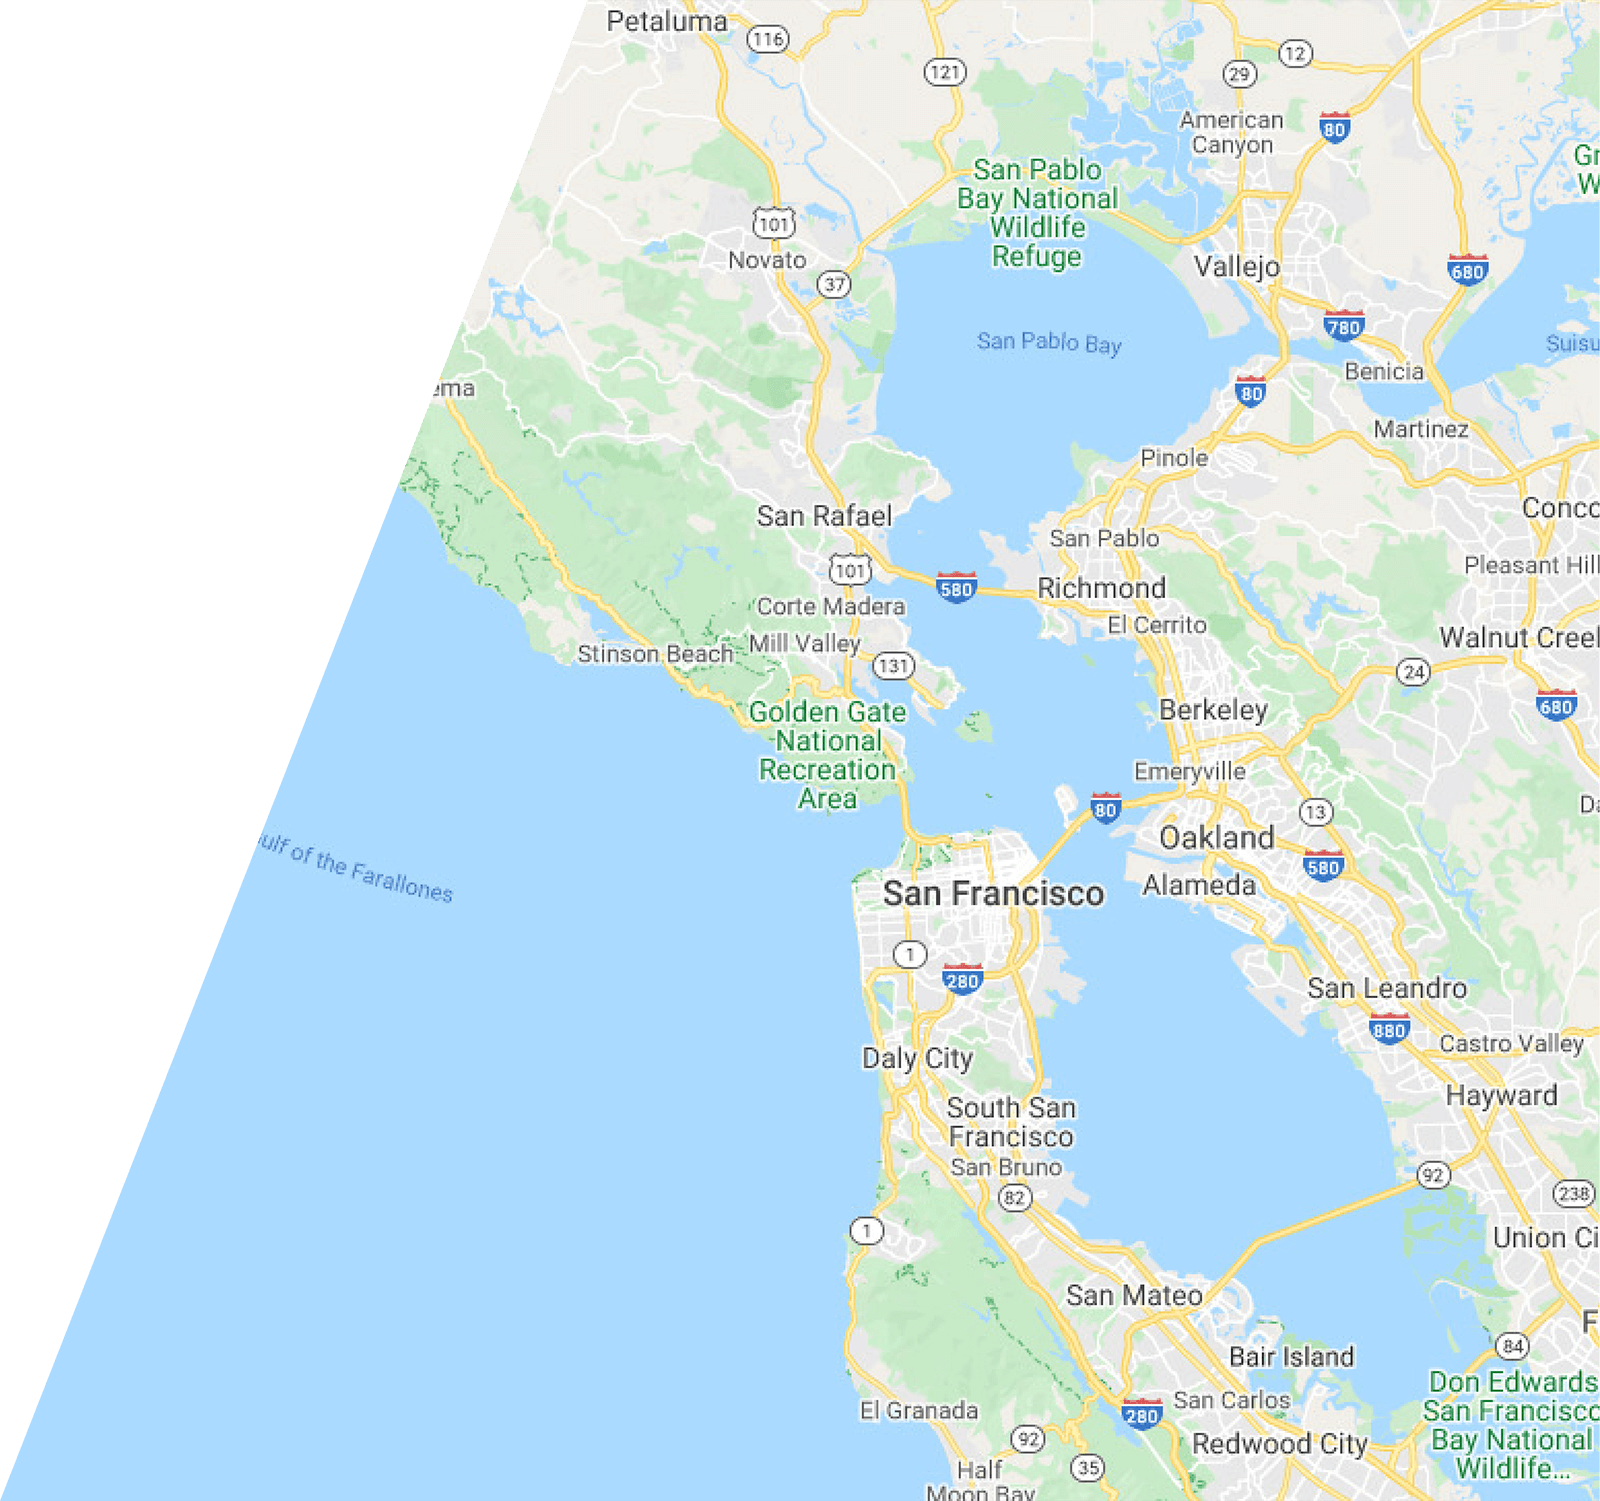 Petaluma
116
121
12
29
American
Canyon
80
San Pablo
Bay National
Wildlife
Refuge
101
Novato
37
Vallejo
680
780
San Pablo Bay
Benicia
80
Martinez
Pinole
San Rafael
San Pablo
101
580
Richmond
Pleasant Hill
Corte Madera
El Cerrito
Mill Valley
Stinson Beach
131
24
680
Golden Gate
National
Recreation
Area
Berkeley
Emeryville
80
13
Oakland
580
ulf of the Farallones
San Francisco
Alameda
1
280
San Leandro
880
Castro Valley
Daly City
Hayward
South San
Francisco
San Bruno
82
92
238
1
Union Ci
San Mateo
84
Bair Island
Don Edwards
San Francisco
Bay National
Wildlife...
San Carlos
El Granada
280
92
35
Redwood City
Half
Moon Bay
Conco
Walnut Creel
ema
Suisu
Gr
W
Da
F